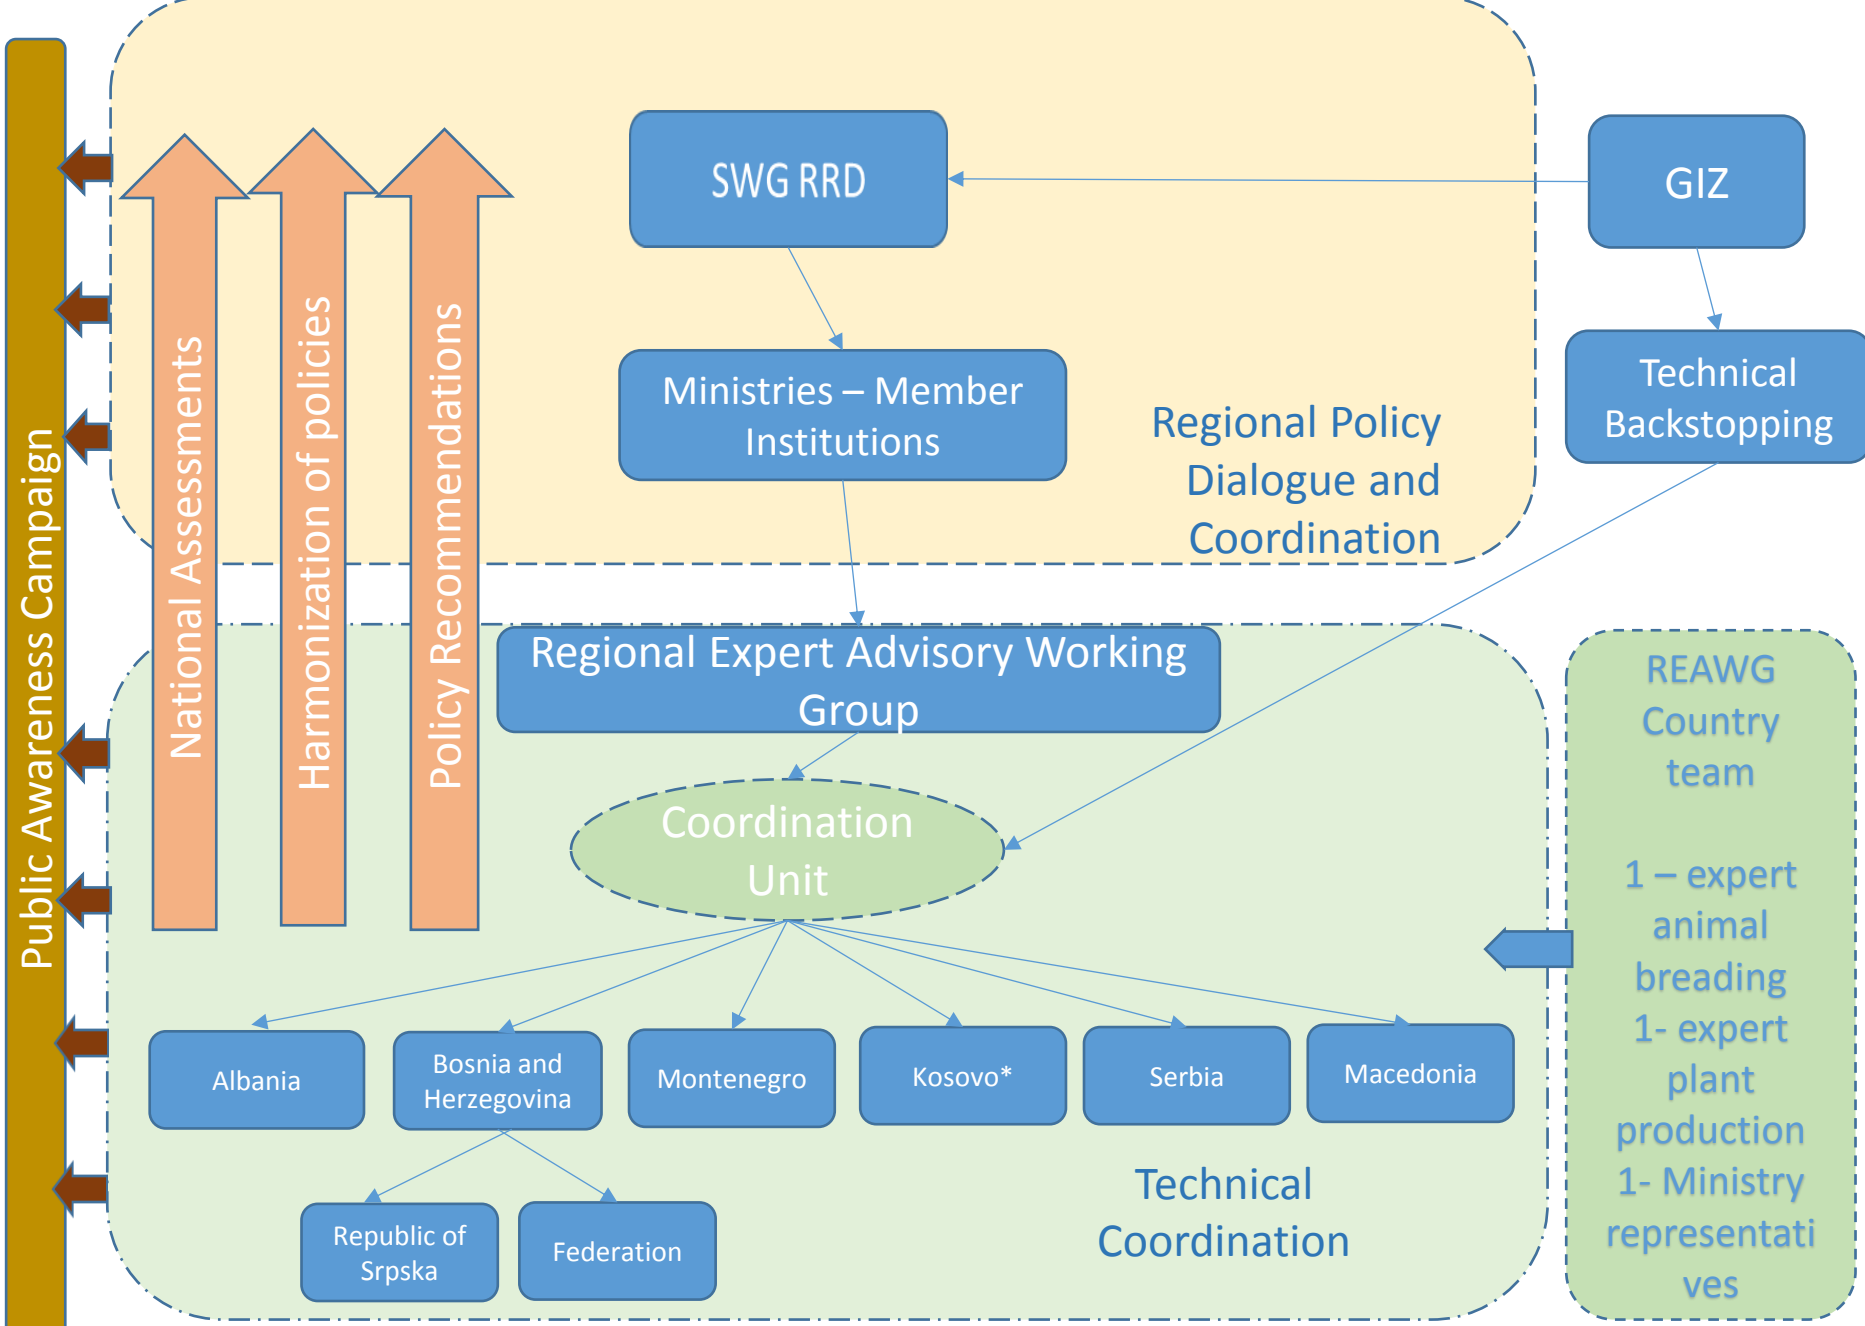 Public Awareness Campaign
National Assessments
Harmonization of policies
Policy Recommendations
SWG RRD
GIZ
Ministries – Member
Institutions
Technical
Backstopping
Regional Policy
Dialogue and
Coordination
Regional Expert Advisory Working
Group
Coordination
Unit
Albania
Bosnia and
Herzegovina
Montenegro
Kosovo*
Serbia
Macedonia
Republic of
Srpska
Federation
Technical
Coordination
REAWG
Country
team
1 – expert
animal
breading
1- expert
plant
production
1- Ministry
representati
ves